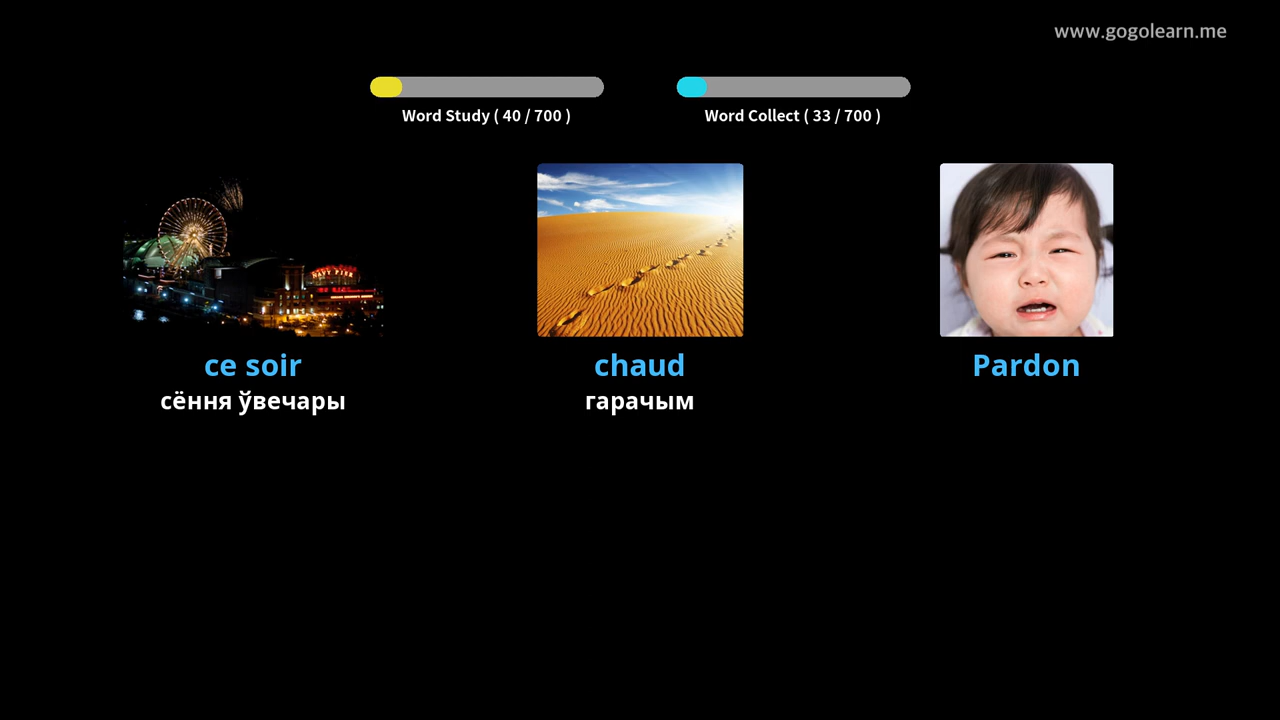 www.gogolearn.me
Word Study ( 40 / 700 )
Word Collect ( 33 / 700 )
ce soir
chaud
Pardon
сёння ўвечары
гарачым